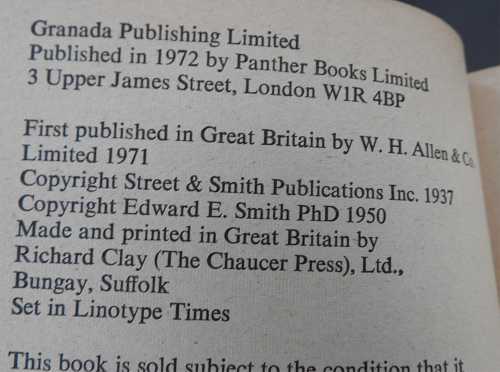 Granada Publishing Limited
Published in 1972 by Panther Books Limited
3 Upper James Street, London W1R 4BP
First published in Great Britain by W. H. Allen & Co.
Limited 1971
Copyright Street & Smith Publications Inc. 1937
Copyright Edward E. Smith PhD 1950
Made and printed in Great Britain by
Richard Clay (The Chaucer Press), Ltd.,
Bungay, Suffolk
Set in Linotype Times
This book is sold subject to the condition that it